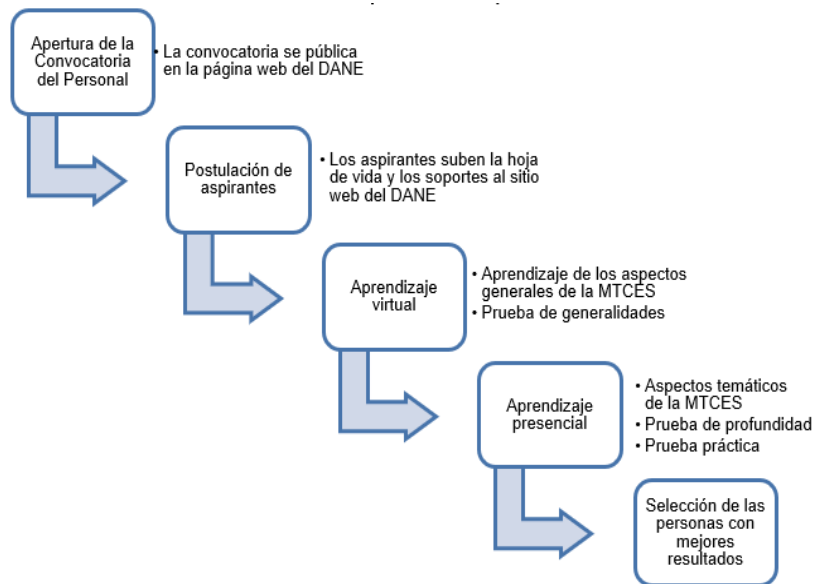 Apertura de la
Convocatoria
del Personal
• La convocatoria se pública
en la página web del DANE
Postulación de
aspirantes
• Los aspirantes suben la hoja
de vida y los soportes al sitio
web del DANE
Aprendizaje
virtual
• Aprendizaje de los aspectos
generales de la MTCES
• Prueba de generalidades
Aprendizaje
presencial
• Aspectos temáticos
de la MTCES
• Prueba de profundidad
• Prueba práctica
Selección de las
personas con
mejores
resultados